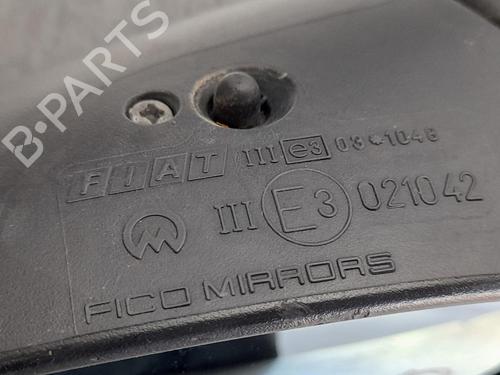 B-PARTS
FIAT III e3 03*1048
M III E3 021042
FICO MIRRORS